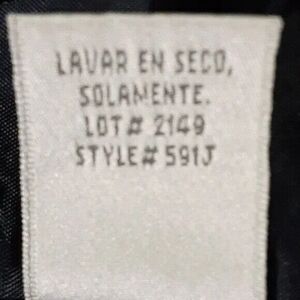 LAVAR EN SECO,
SOLAMENTE.
LOT# 2149
STYLE# 591J